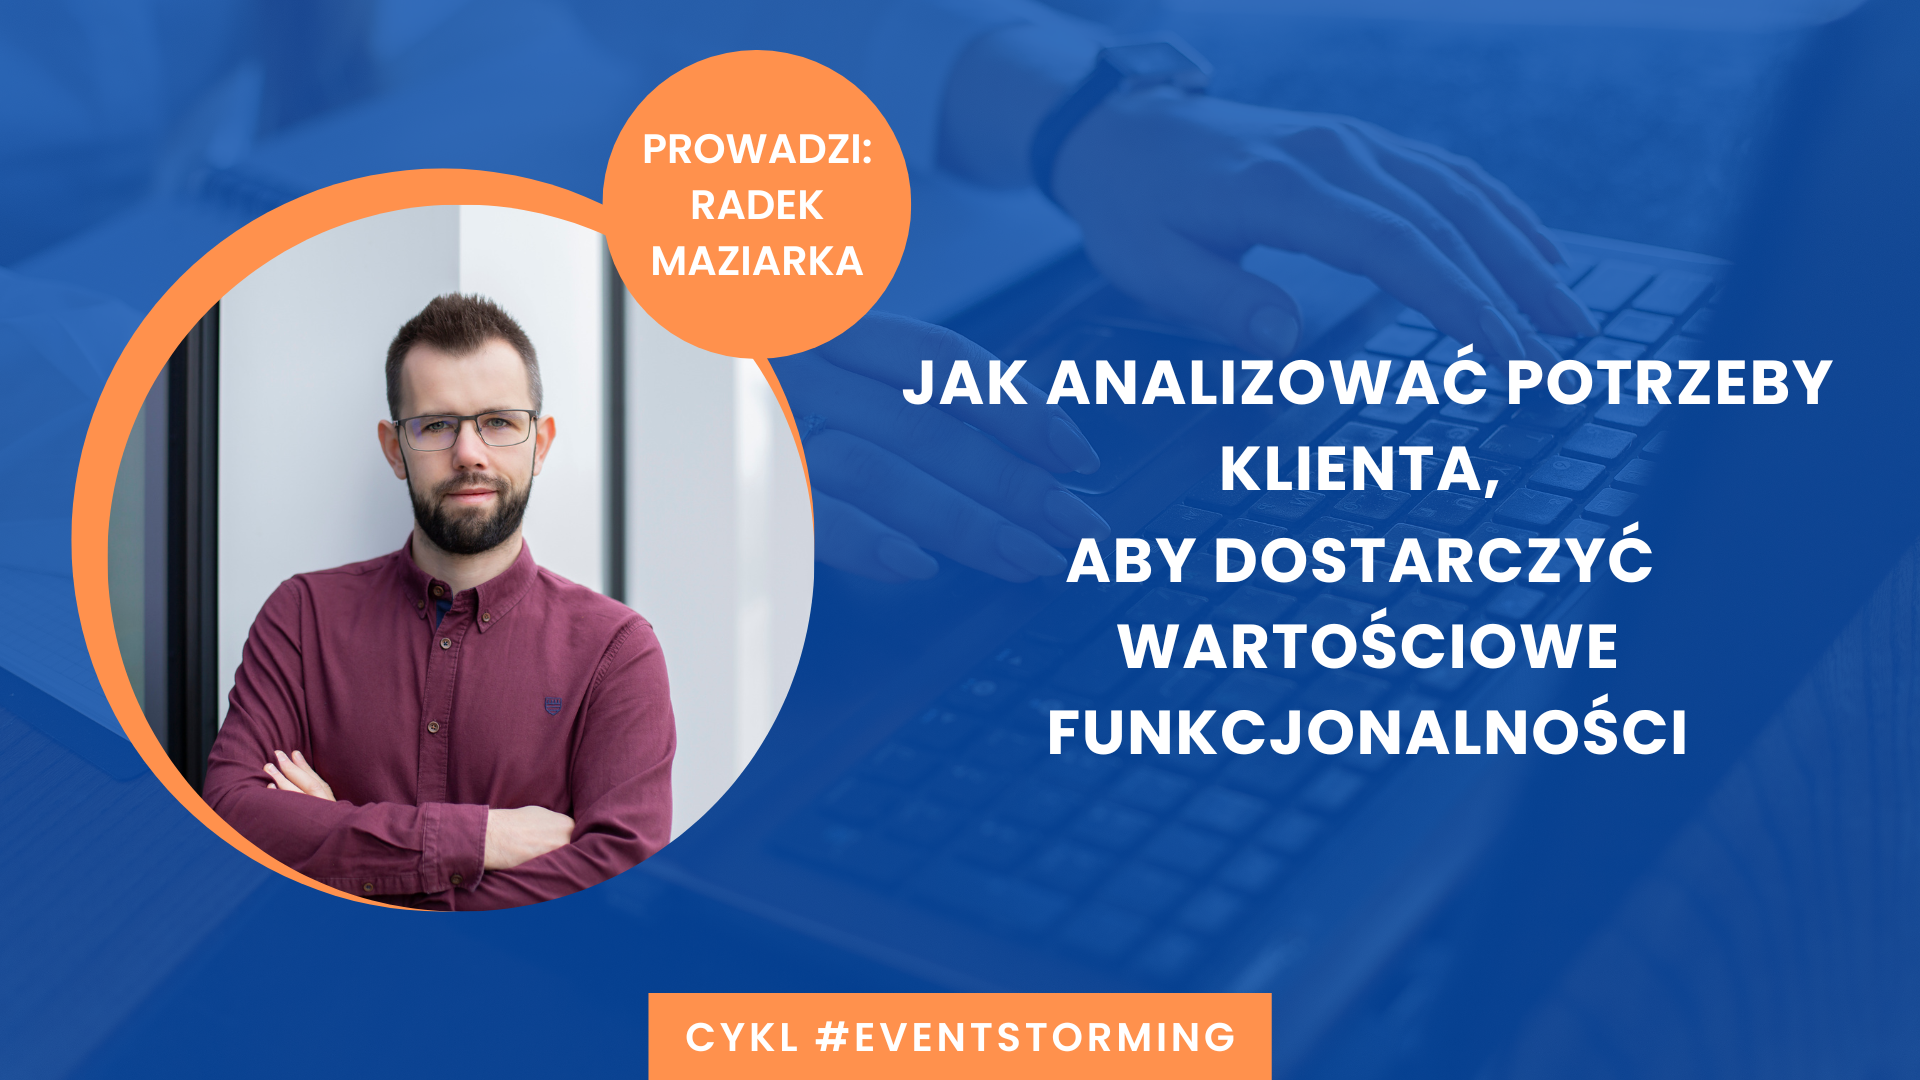 PROWADZI:
RADEK
MAZIARKA
JAK ANALIZOWAĆ POTRZEBY
KLIENTA,
ABY DOSTARCZYĆ
WARTOŚCIOWE
FUNKCJONALNOŚCI
CYKL #EVENTSTORMING